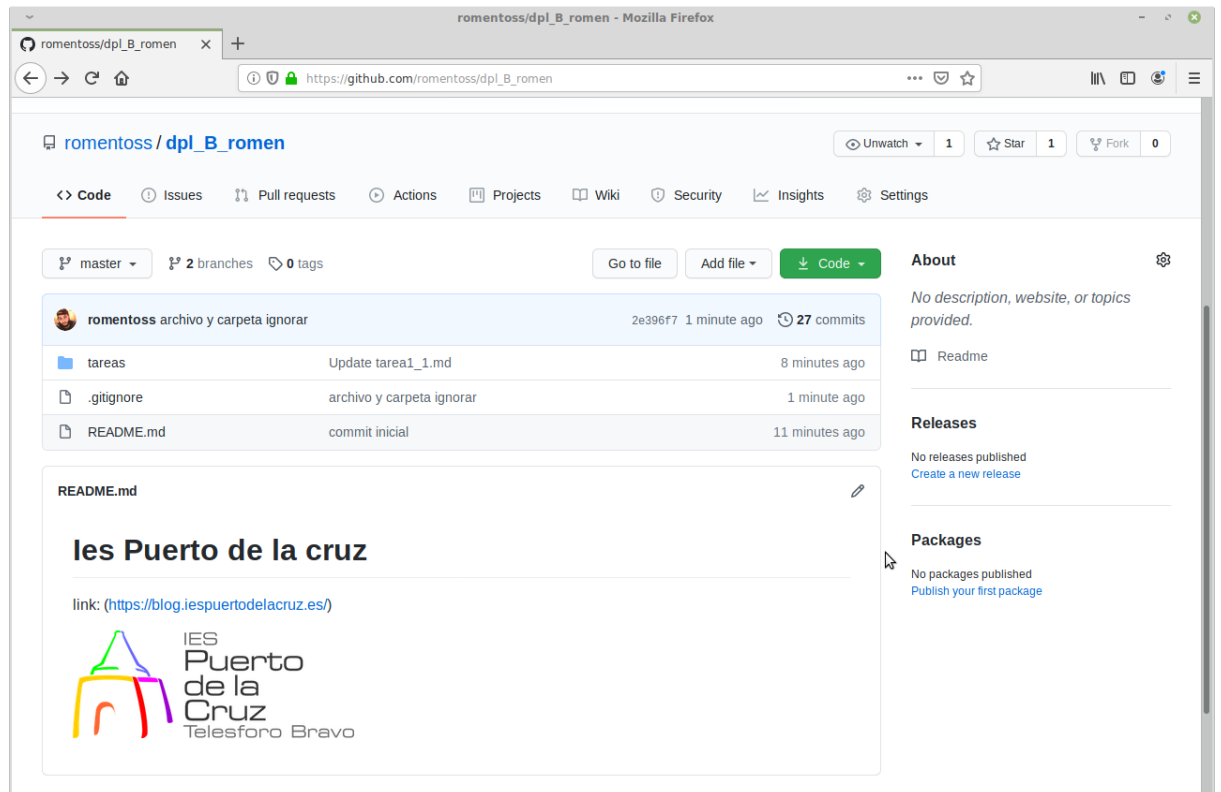 romentoss/dpl_B_romen - Mozilla Firefox
romentoss/dpl_B_romen
https://github.com/romentoss/dpl_B_romen
romentoss / dpl_B_romen
Unwatch 1 Star 1 Fork 0
Code Issues Pull requests Actions Projects Wiki Security Insights Settings
master 2 branches 0 tags Go to file Add file Code
romentoss archivo y carpeta ignorar 2e396f7 1 minute ago 27 commits
tareas Update tarea1_1.md 8 minutes ago
.gitignore archivo y carpeta ignorar 1 minute ago
README.md commit inicial 11 minutes ago
README.md
Ies Puerto de la cruz
link: (https://blog.iespuertodelacruz.es/)
IES
Puerto
de la
Cruz
Telesforo Bravo
About
No description, website, or topics
provided.
Readme
Releases
No releases published
Create a new release
Packages
No packages published
Publish your first package